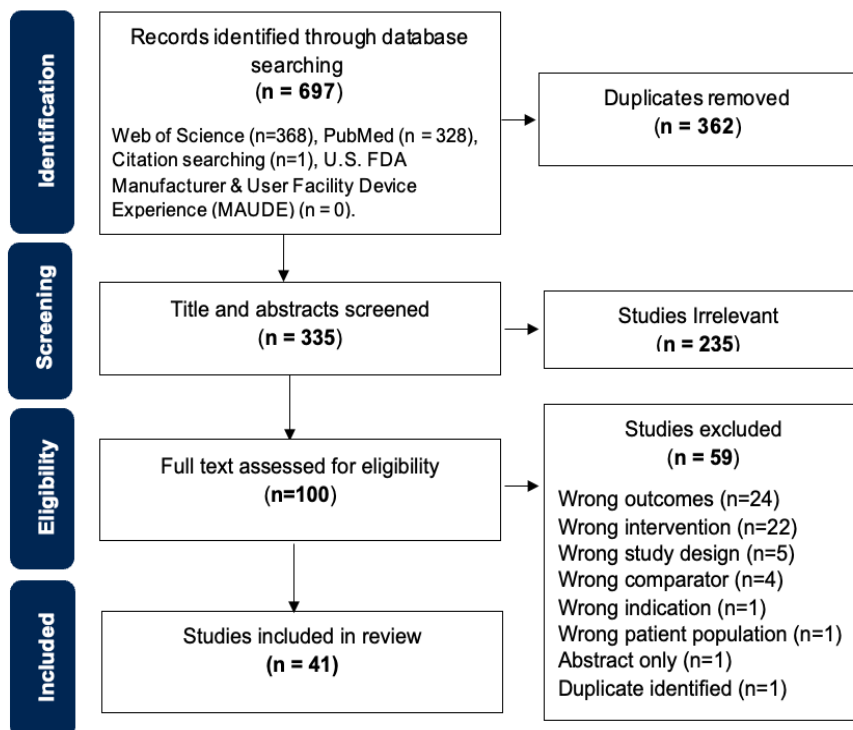 Identification
Records identified through database
searching
(n = 697)
Web of Science (n=368), PubMed (n = 328),
Citation searching (n=1), U.S. FDA
Manufacturer & User Facility Device
Experience (MAUDE) (n = 0).
Duplicates removed
(n = 362)
Screening
Title and abstracts screened
(n = 335)
Studies Irrelevant
(n = 235)
Eligibility
Full text assessed for eligibility
(n=100)
Studies excluded
(n = 59)
Wrong outcomes (n=24)
Wrong intervention (n=22)
Wrong study design (n=5)
Wrong comparator (n=4)
Wrong indication (n=1)
Wrong patient population (n=1)
Abstract only (n=1)
Duplicate identified (n=1)
Included
Studies included in review
(n = 41)